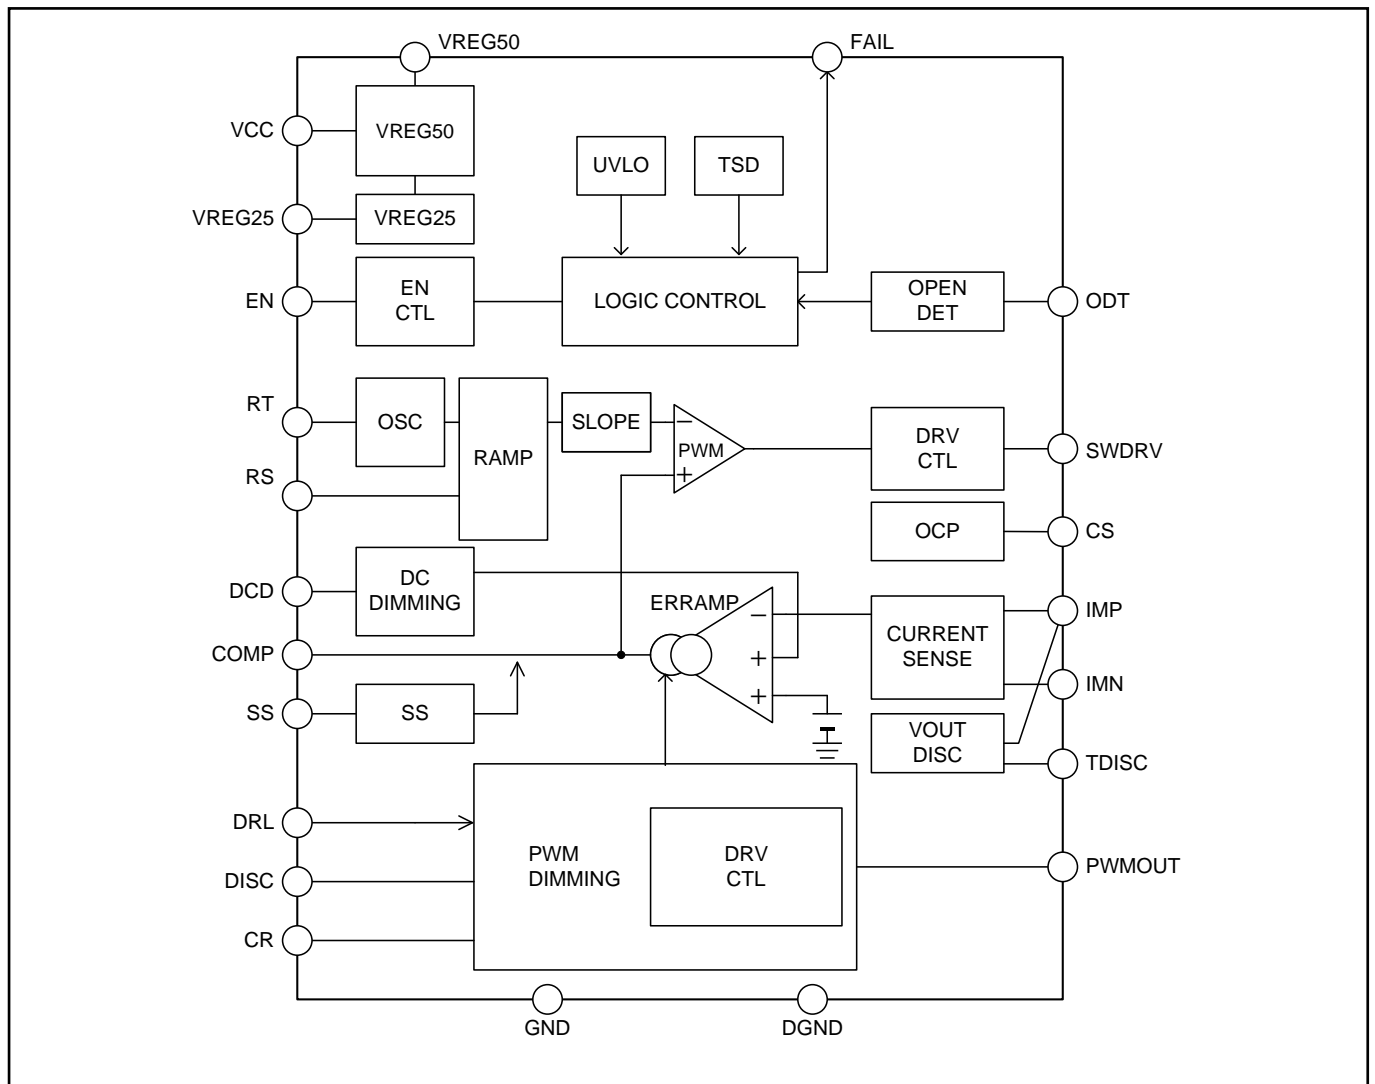 VREG50
FAIL
VCC
VREG50
UVLO
TSD
VREG25
VREG25
EN
EN
CTL
LOGIC CONTROL
OPEN
DET
ODT
RT
OSC
RAMP
SLOPE
−
PWM
+
DRV
CTL
SWDRV
RS
OCP
CS
DCD
DC
DIMMING
ERRAMP
−
+
+
CURRENT
SENSE
IMP
IMN
COMP
SS
SS
VOUT
DISC
TDISC
DRL
DISC
CR
PWM
DIMMING
DRV
CTL
PWMOUT
GND
DGND